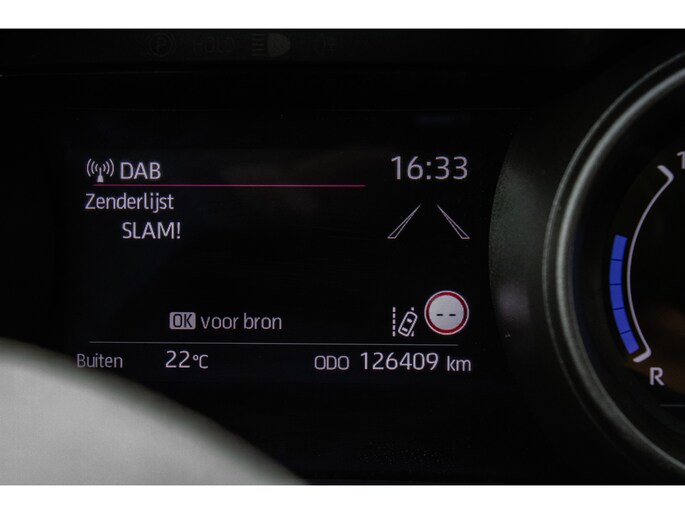 DAB 16:33
Zenderlijst
SLAM!
OK voor bron --
Buiten 22°C ODO 126409 km
R